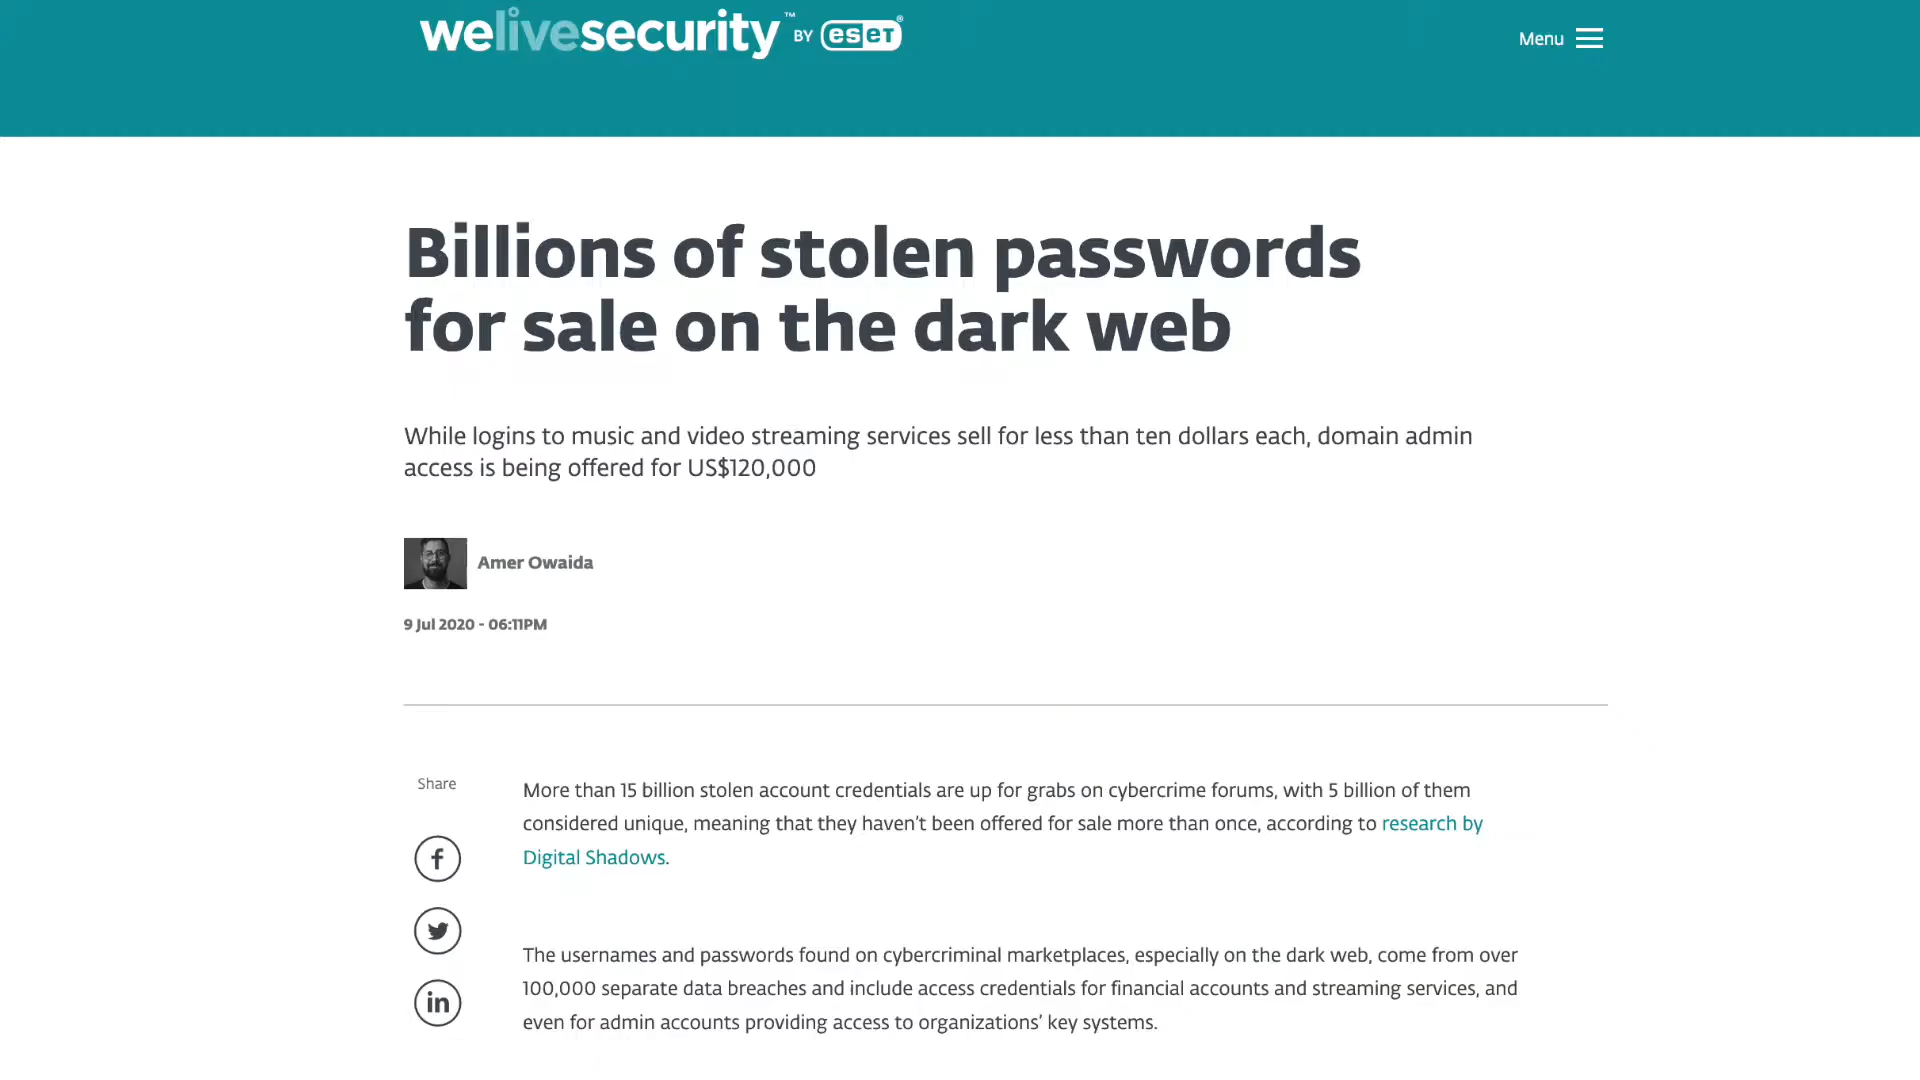 welivesecurity™ BY eset®
Menu
Billions of stolen passwords
for sale on the dark web
While logins to music and video streaming services sell for less than ten dollars each, domain admin
access is being offered for US$120,000
Amer Owaida
9 Jul 2020 - 06:11PM
Share
More than 15 billion stolen account credentials are up for grabs on cybercrime forums, with 5 billion of them
considered unique, meaning that they haven’t been offered for sale more than once, according to research by
Digital Shadows.
The usernames and passwords found on cybercriminal marketplaces, especially on the dark web, come from over
100,000 separate data breaches and include access credentials for financial accounts and streaming services, and
even for admin accounts providing access to organizations’ key systems.